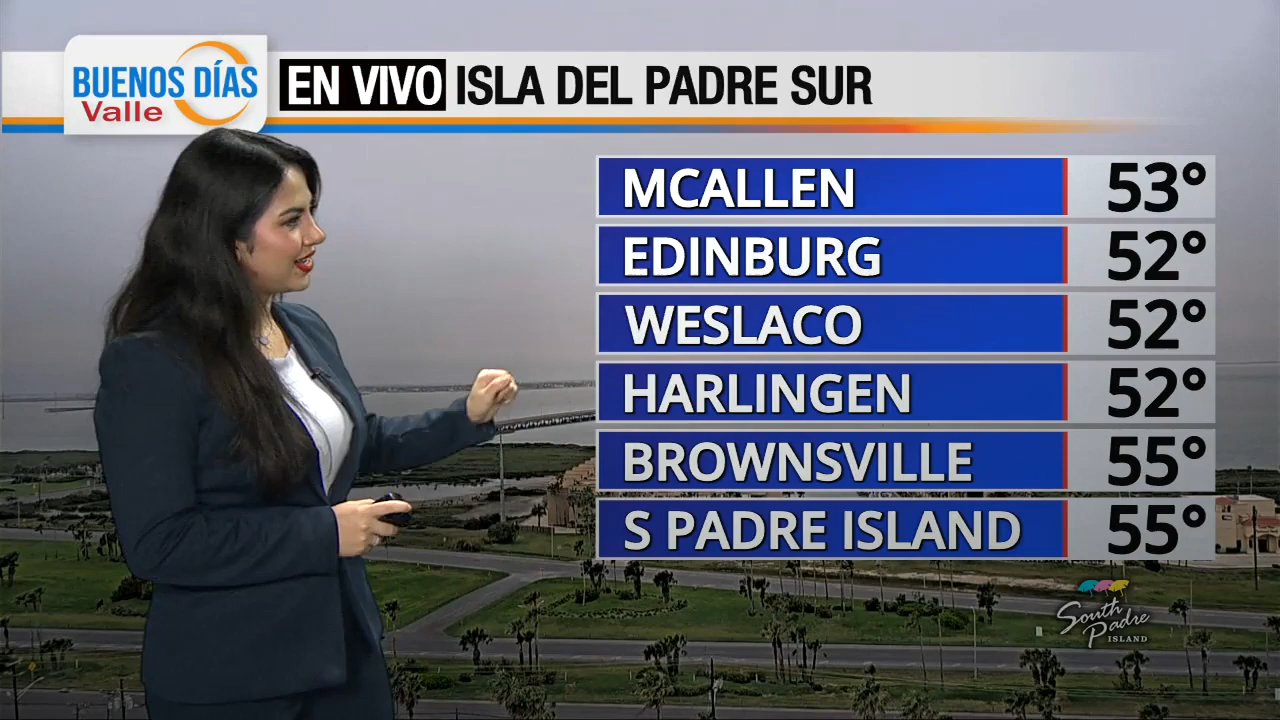 BUENOS DÍAS
Valle
EN VIVO ISLA DEL PADRE SUR
MCALLEN 53°
EDINBURG 52°
WESLACO 52°
HARLINGEN 52°
BROWNSVILLE 55°
S PADRE ISLAND 55°
South
Padre
ISLAND